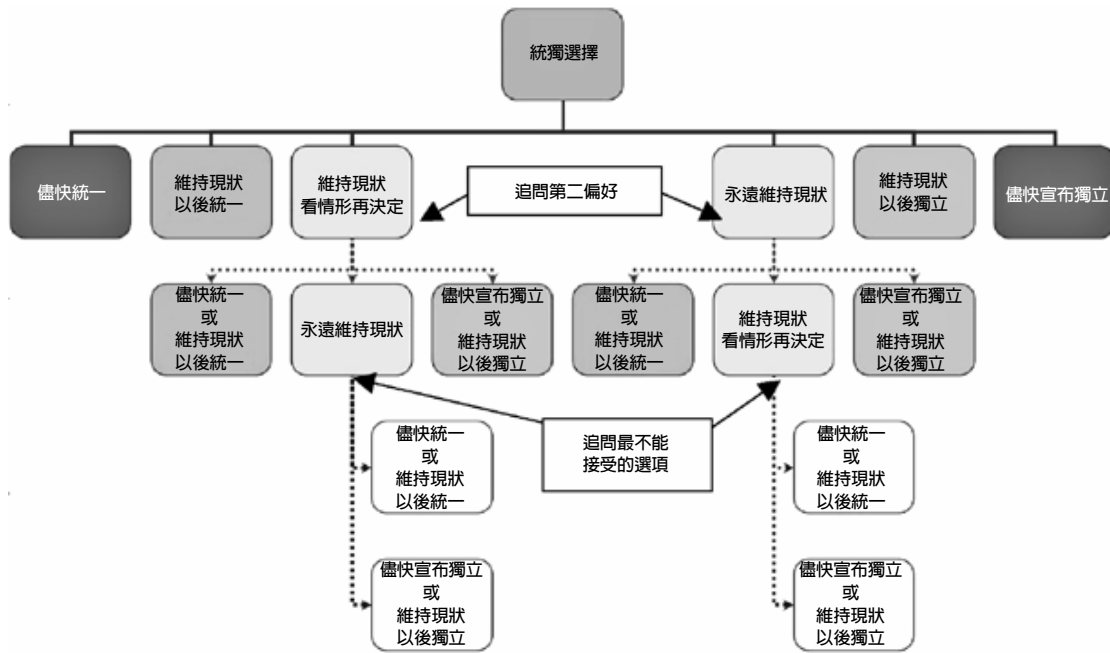 統獨選擇
儘快統一
維持現狀
以後統一
維持現狀
看情形再決定
追問第二偏好
永遠維持現狀
維持現狀
以後獨立
儘快宣布獨立
儘快統一
或
維持現狀
以後統一
永遠維持現狀
儘快宣布獨立
或
維持現狀
以後獨立
儘快統一
或
維持現狀
以後統一
維持現狀
看情形再決定
儘快宣布獨立
或
維持現狀
以後獨立
儘快統一
或
維持現狀
以後統一
追問最不能
接受的選項
儘快統一
或
維持現狀
以後統一
儘快宣布獨立
或
維持現狀
以後獨立
儘快宣布獨立
或
維持現狀
以後獨立